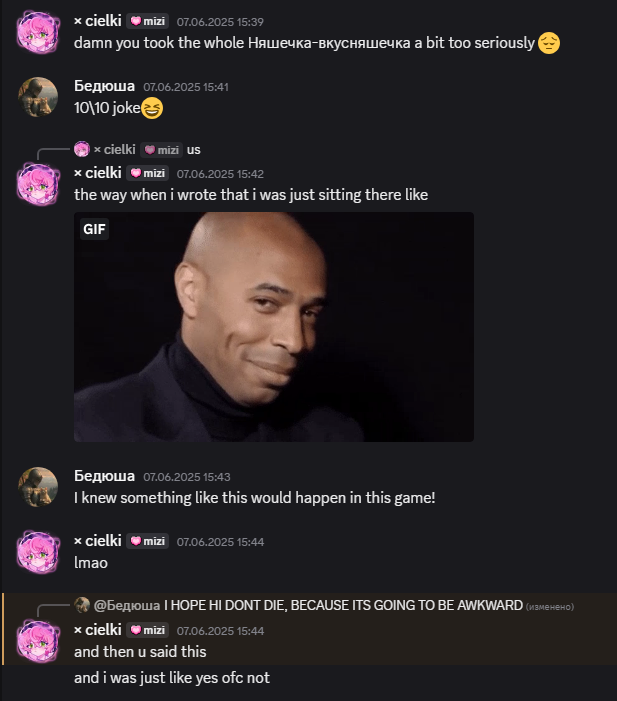 × cielki mizi 07.06.2025 15:39
damn you took the whole Няшечка-вкусняшечка a bit too seriously
Бедюша 07.06.2025 15:41
10\10 joke
× cielki mizi us
× cielki mizi 07.06.2025 15:42
the way when i wrote that i was just sitting there like
GIF
Бедюша 07.06.2025 15:43
I knew something like this would happen in this game!
× cielki mizi 07.06.2025 15:44
lmao
@Бедюша I HOPE HI DONT DIE, BECAUSE ITS GOING TO BE AWKWARD (изменено)
× cielki mizi 07.06.2025 15:44
and then u said this
and i was just like yes ofc not